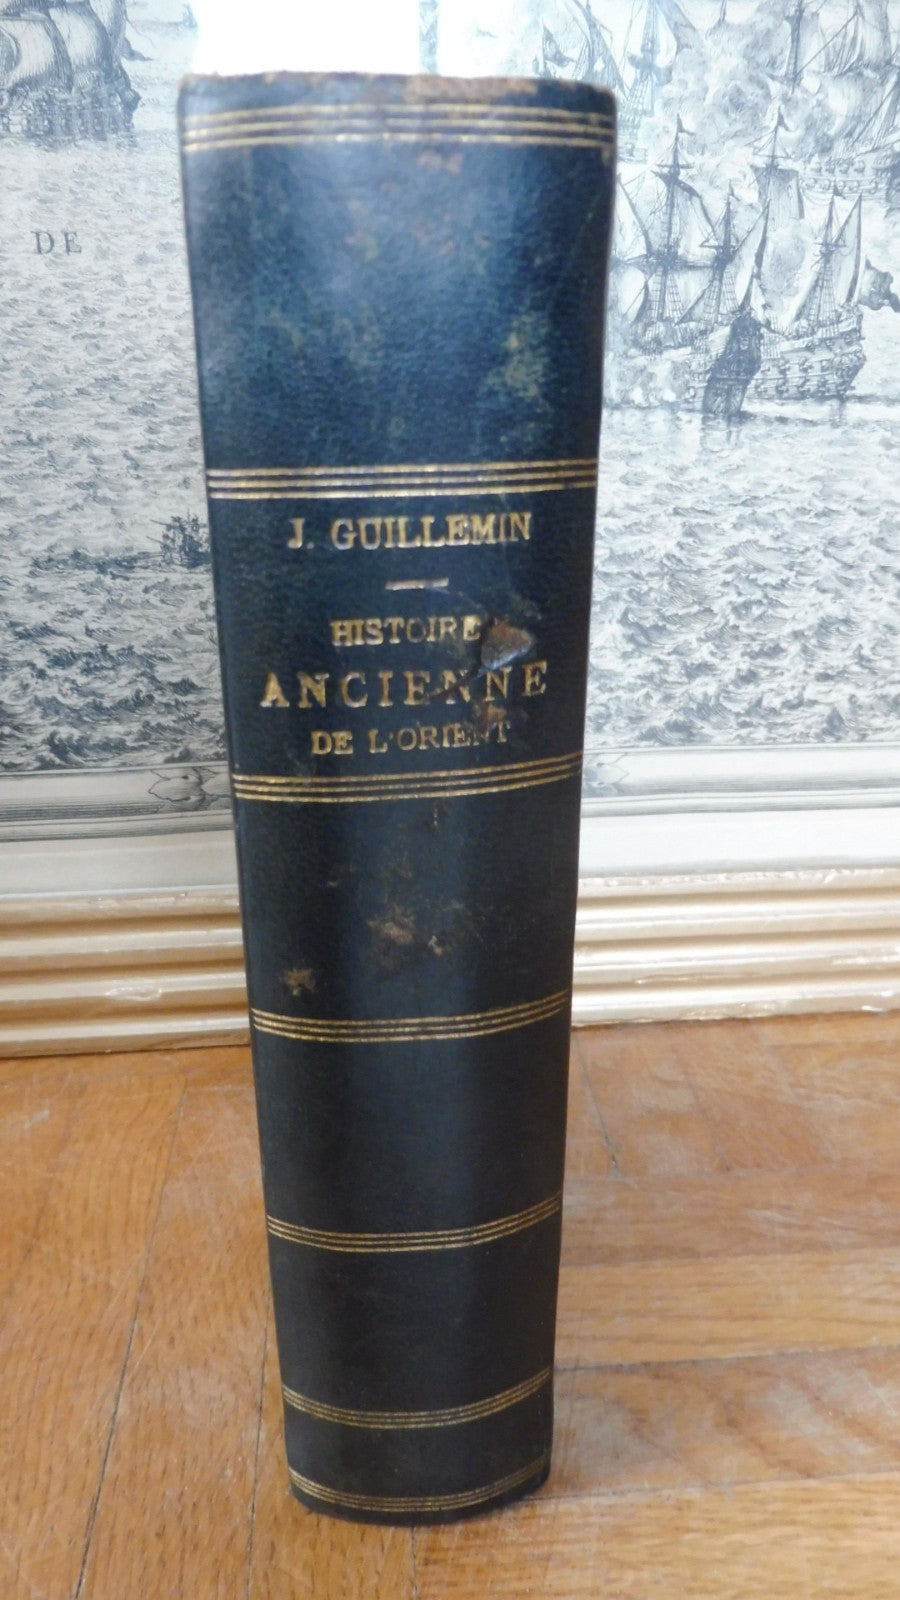 DE
J. GUILLEMIN
HISTOIRE
ANCIENNE
DE L'ORIENT